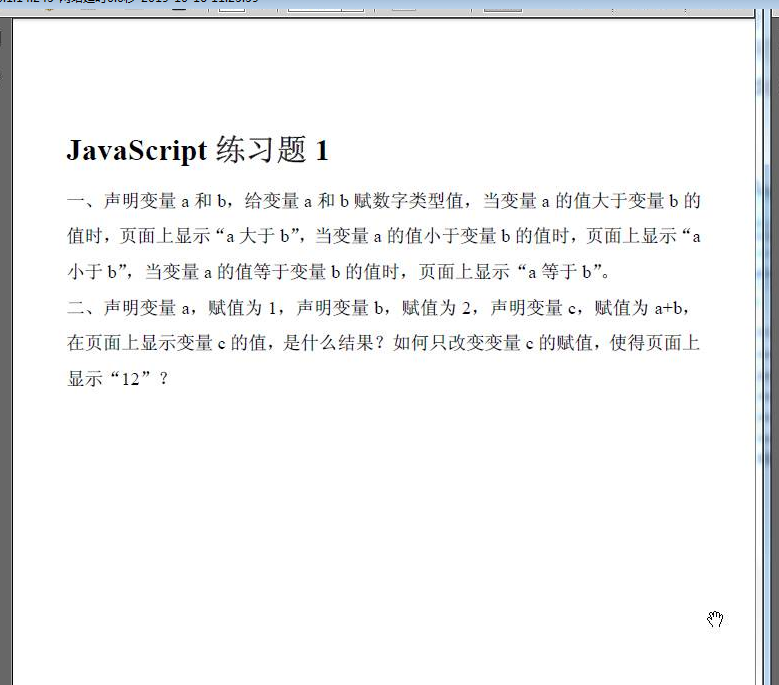 JavaScript 练习题 1
一、声明变量 a 和 b，给变量 a 和 b 赋数字类型值，当变量 a 的值大于变量 b 的
值时，页面上显示“a 大于 b”，当变量 a 的值小于变量 b 的值时，页面上显示“a
小于 b”，当变量 a 的值等于变量 b 的值时，页面上显示“a 等于 b”。
二、声明变量 a，赋值为 1，声明变量 b，赋值为 2，声明变量 c，赋值为 a+b，
在页面上显示变量 c 的值，是什么结果？如何只改变变量 c 的赋值，使得页面上
显示“12”？